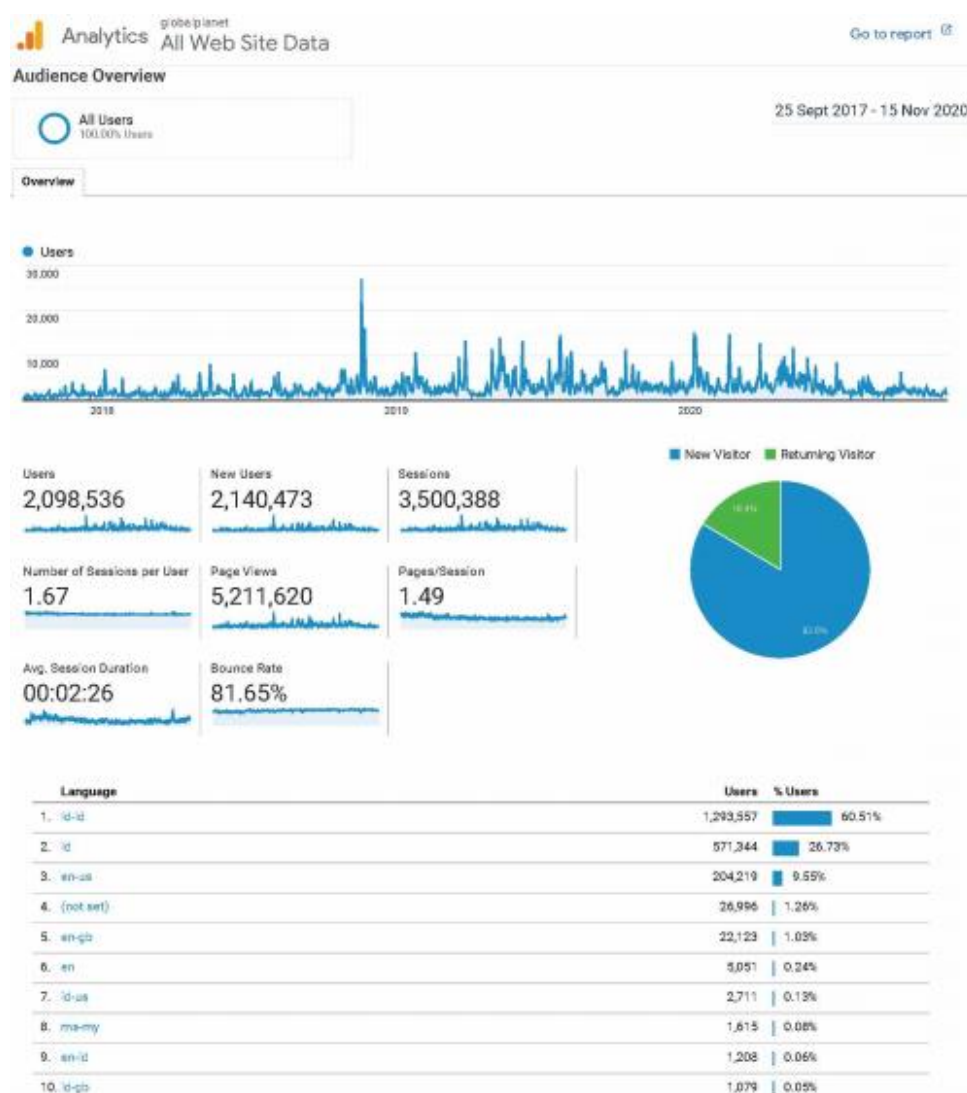 Analytics
globalplanet
All Web Site Data
Go to report
Audience Overview
All Users
100.00% Users
25 Sept 2017 - 15 Nov 2020
Overview
Users
30,000
20,000
10,000
2018
2019
2020
New Visitor
Returning Visitor
Users
2,098,536
New Users
2,140,473
Sessions
3,500,388
Number of Sessions per User
1.67
Page Views
5,211,620
Pages/Session
1.49
Avg. Session Duration
00:02:26
Bounce Rate
81.65%
Language Users % Users
1. id-id 1,293,557 60.51%
2. id 571,344 26.73%
3. en-us 204,219 9.55%
4. (not set) 26,996 1.26%
5. en-gb 22,123 1.03%
6. en 5,051 0.24%
7. id-us 2,711 0.13%
8. 1,615 0.08%
9. en-id 1,208 0.06%
10. id-gb 1,079 0.05%